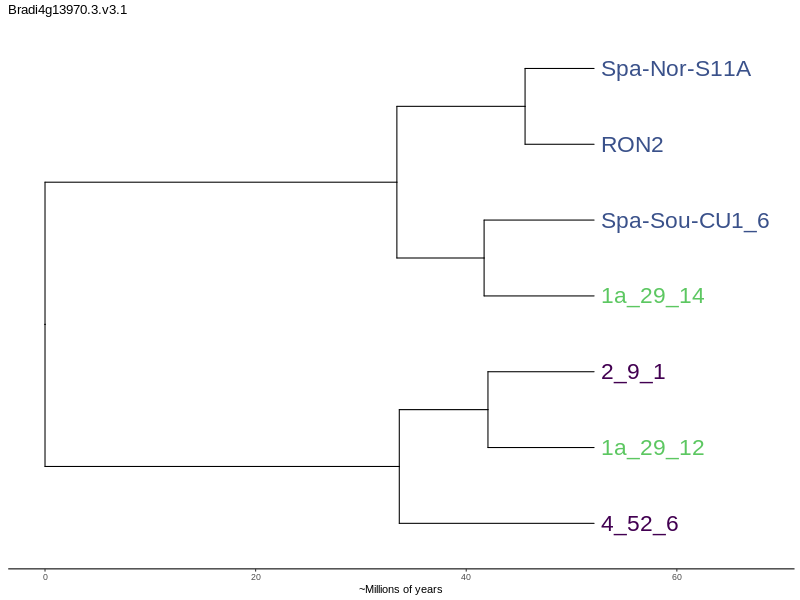 Bradi4g13970.3.v3.1
Spa-Nor-S11A
RON2
Spa-Sou-CU1_6
1a_29_14
2_9_1
1a_29_12
4_52_6
0 20 40 60
~Millions of years